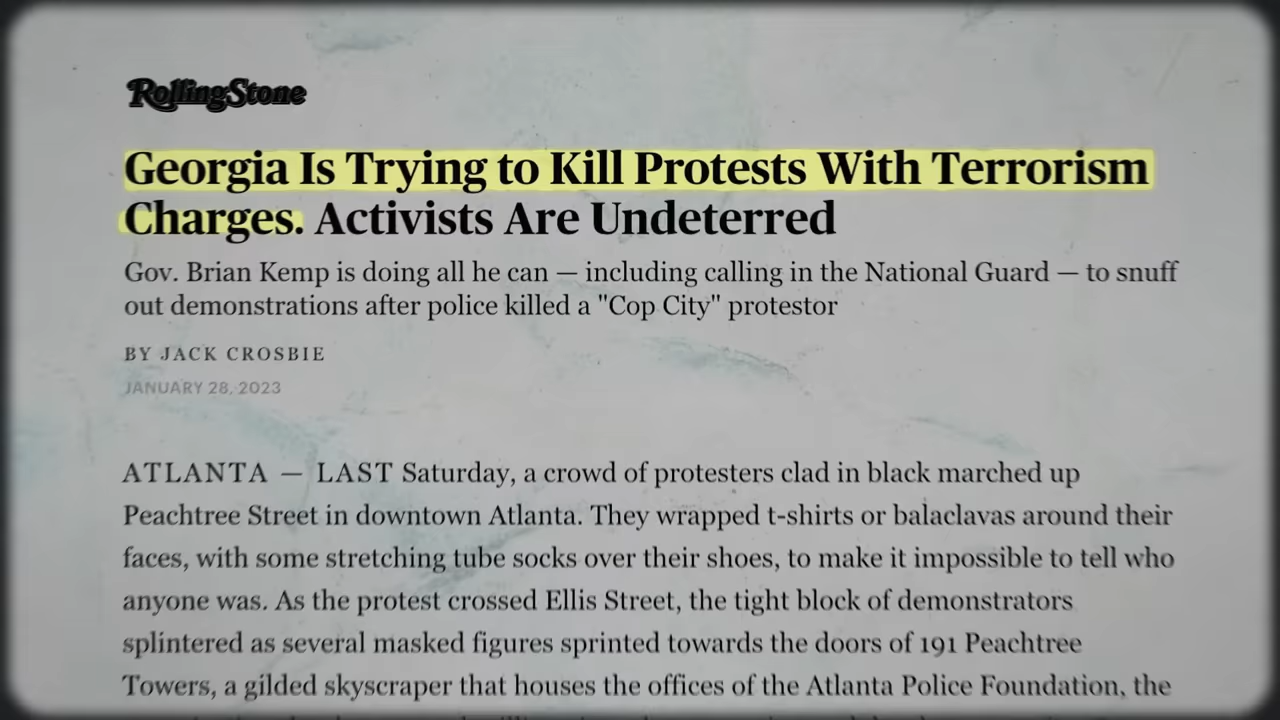 RollingStone
Georgia Is Trying to Kill Protests With Terrorism
Charges. Activists Are Undeterred
Gov. Brian Kemp is doing all he can — including calling in the National Guard — to snuff
out demonstrations after police killed a "Cop City" protestor
BY JACK CROSBIE
JANUARY 28, 2023
ATLANTA — LAST Saturday, a crowd of protesters clad in black marched up
Peachtree Street in downtown Atlanta. They wrapped t-shirts or balaclavas around their
faces, with some stretching tube socks over their shoes, to make it impossible to tell who
anyone was. As the protest crossed Ellis Street, the tight block of demonstrators
splintered as several masked figures sprinted towards the doors of 191 Peachtree
Towers, a gilded skyscraper that houses the offices of the Atlanta Police Foundation, the